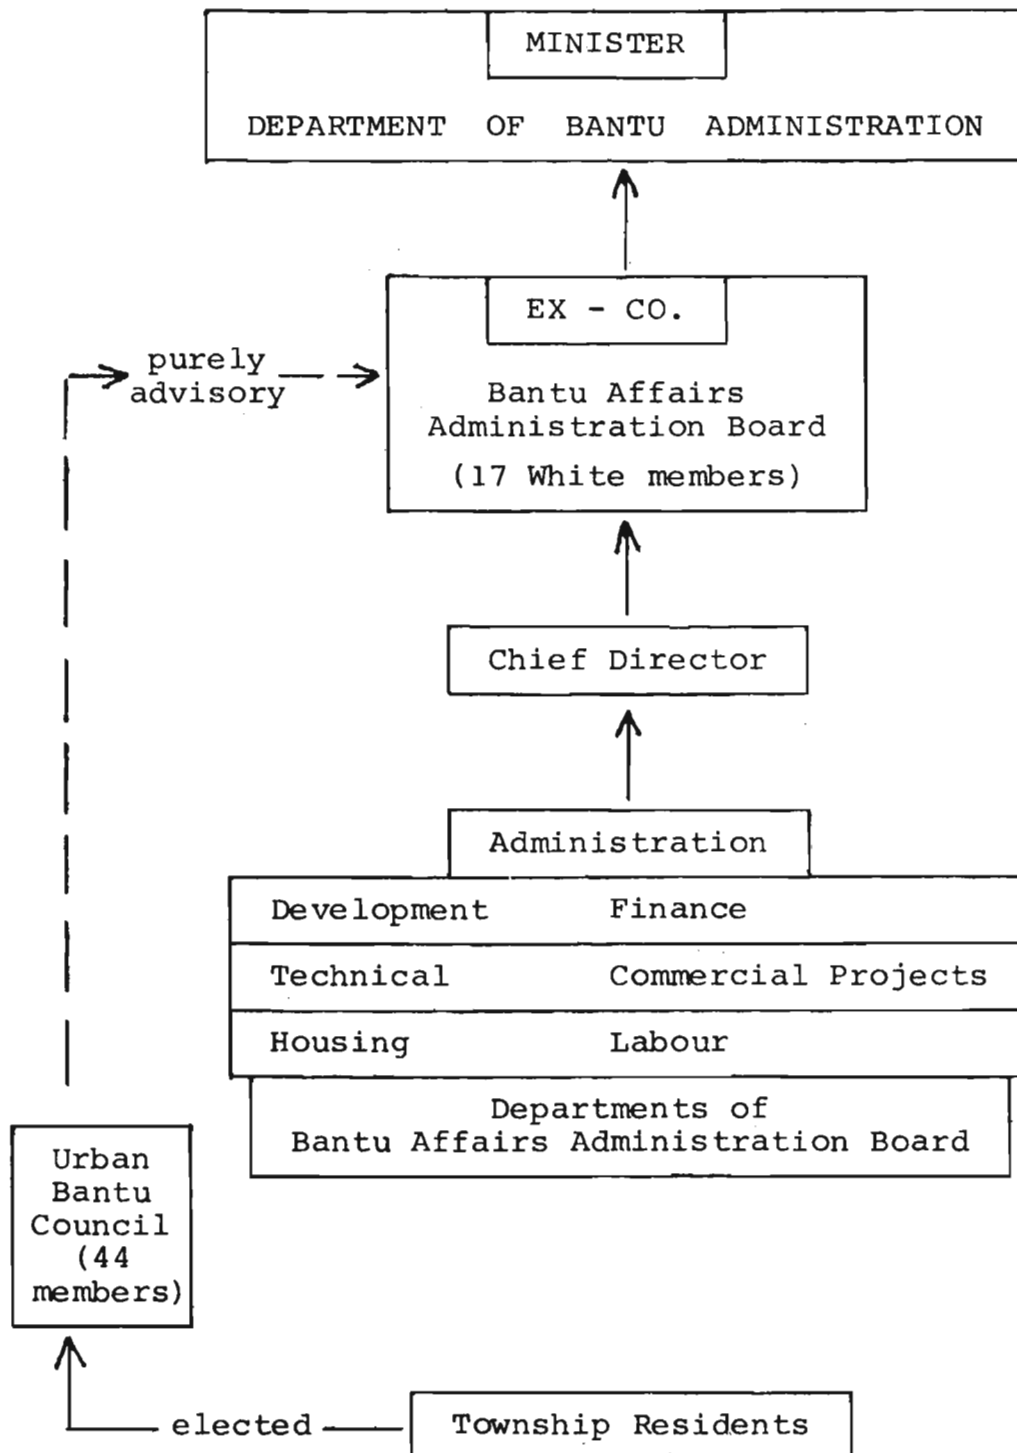 MINISTER
DEPARTMENT OF BANTU ADMINISTRATION
EX - CO.
purely
advisory
Bantu Affairs
Administration Board
(17 White members)
Chief Director
Administration
Development Finance
Technical Commercial Projects
Housing Labour
Departments of
Bantu Affairs Administration Board
Urban
Bantu
Council
(44
members)
elected
Township Residents